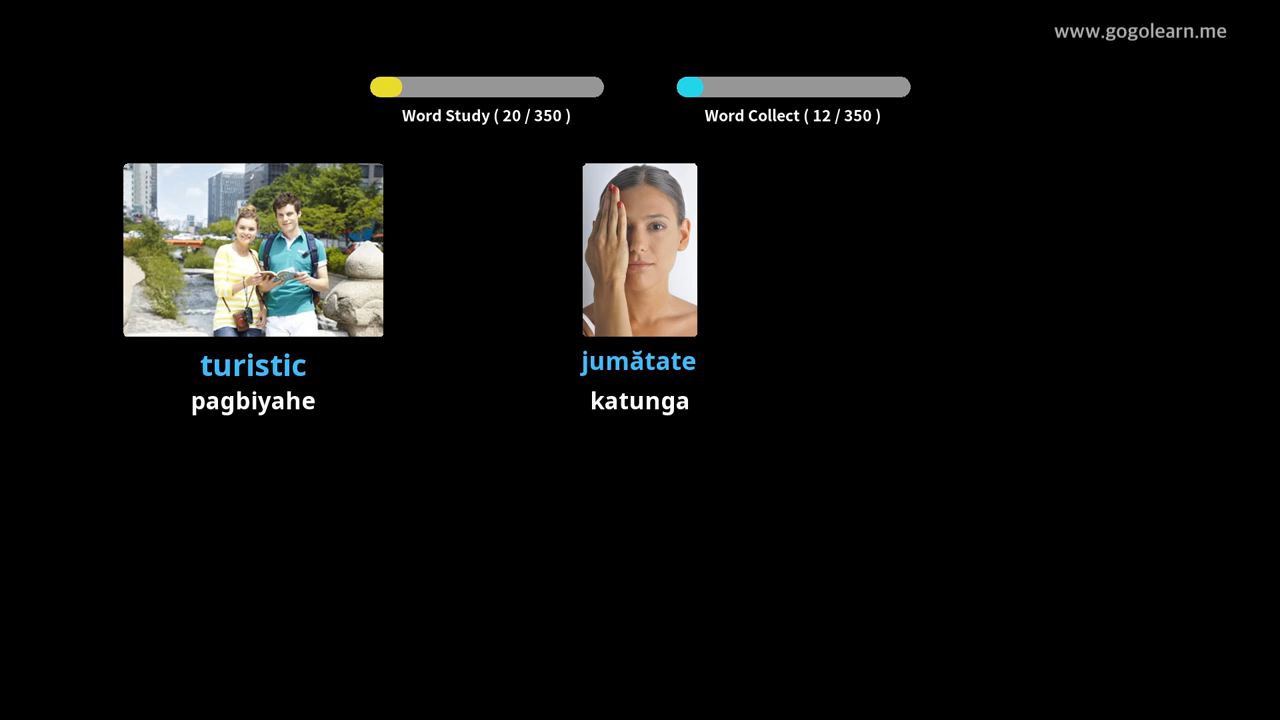 www.gogolearn.me
Word Study ( 20 / 350 )
Word Collect ( 12 / 350 )
turistic
pagbiyahe
jumătate
katunga